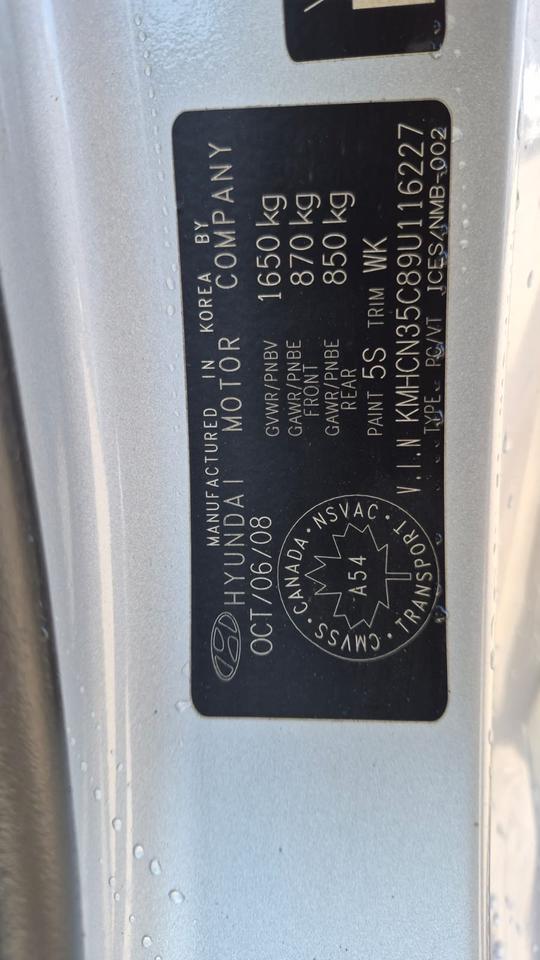 MANUFACTURED IN KOREA BY
HYUNDAI MOTOR COMPANY
OCT/06/08
GVWR/PNBV 1650 kg
GAWR/PNBE FRONT 870 kg
GAWR/PNBE REAR 850 kg
PAINT 5S TRIM WK
V.I.N KMHCN35C89U116227
TYPE PC/VT ICES/NMB-002
CANADA · NSVAC · TRANSPORT · CMVSS ·
A54